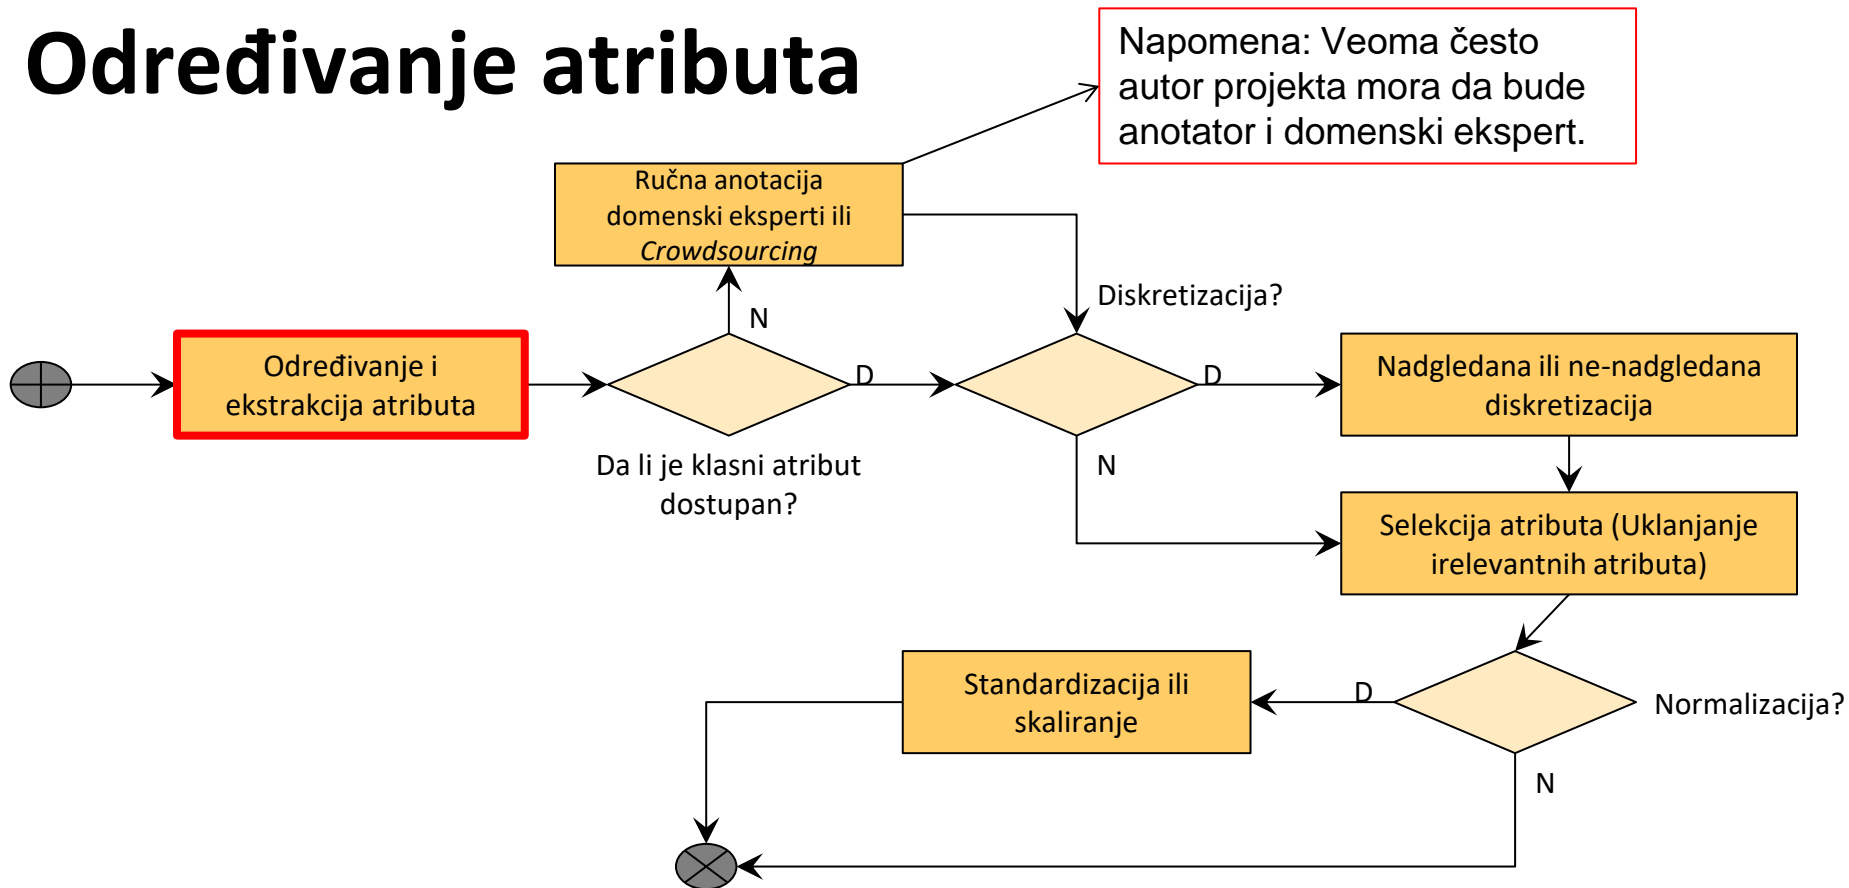 Određivanje atributa
Napomena: Veoma često
autor projekta mora da bude
anotator i domenski ekspert.
Ručna anotacija
domenski eksperti ili
Crowdsourcing
Diskretizacija?
N
Određivanje i
ekstrakcija atributa
D
D
Nadgledana ili ne-nadgledana
diskretizacija
Da li je klasni atribut
dostupan?
N
Selekcija atributa (Uklanjanje
irelevantnih atributa)
Standardizacija ili
skaliranje
D
Normalizacija?
N